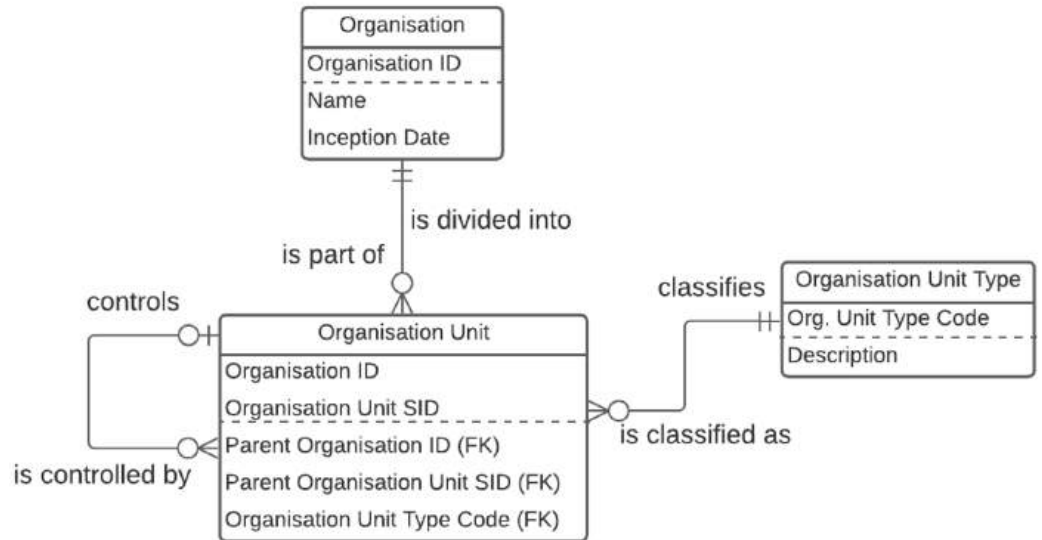 Organisation
Organisation ID
Name
Inception Date
is divided into
is part of
controls
is controlled by
Organisation Unit
Organisation ID
Organisation Unit SID
Parent Organisation ID (FK)
Parent Organisation Unit SID (FK)
Organisation Unit Type Code (FK)
classifies
is classified as
Organisation Unit Type
Org. Unit Type Code
Description